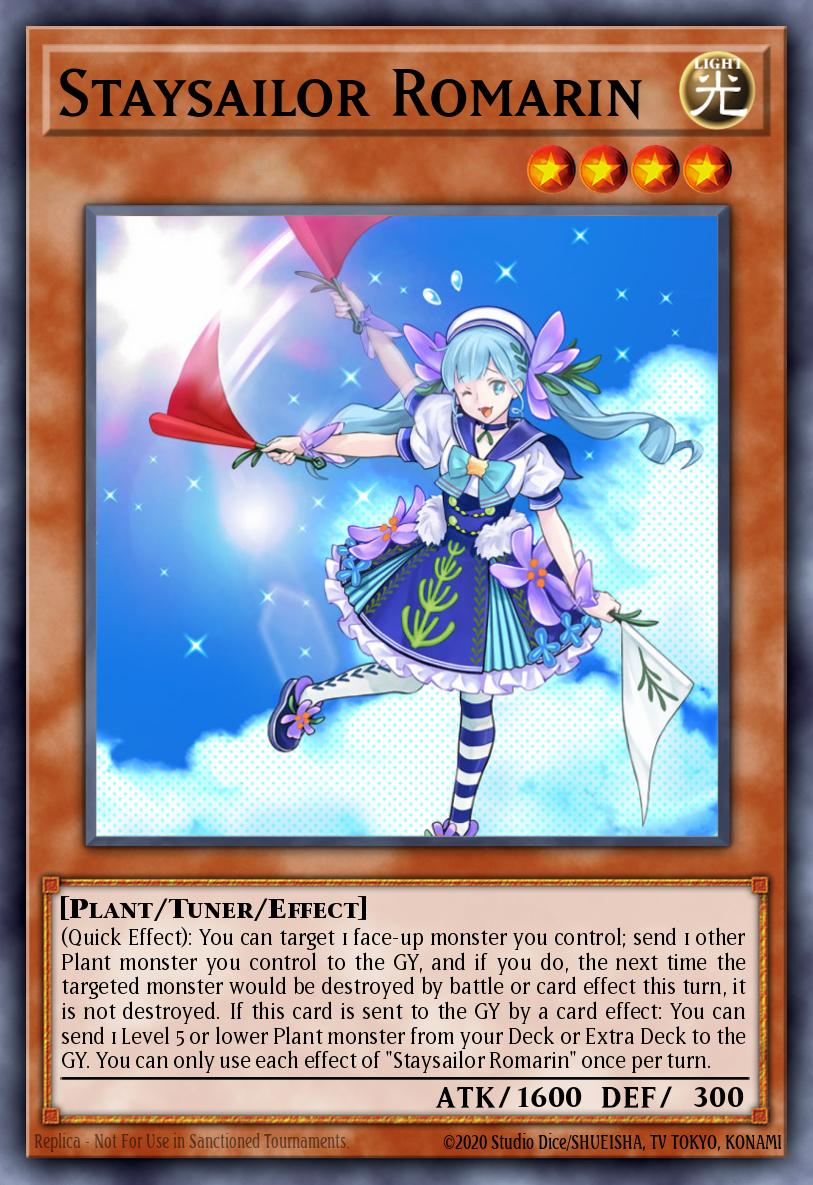 Staysailor Romarin
LIGHT
光
[Plant/Tuner/Effect]
(Quick Effect): You can target 1 face-up monster you control; send 1 other
Plant monster you control to the GY, and if you do, the next time the
targeted monster would be destroyed by battle or card effect this turn, it
is not destroyed. If this card is sent to the GY by a card effect: You can
send 1 Level 5 or lower Plant monster from your Deck or Extra Deck to the
GY. You can only use each effect of "Staysailor Romarin" once per turn.
ATK/1600 DEF/ 300
Replica - Not For Use in Sanctioned Tournaments.
©2020 Studio Dice/SHUEISHA, TV TOKYO, KONAMI